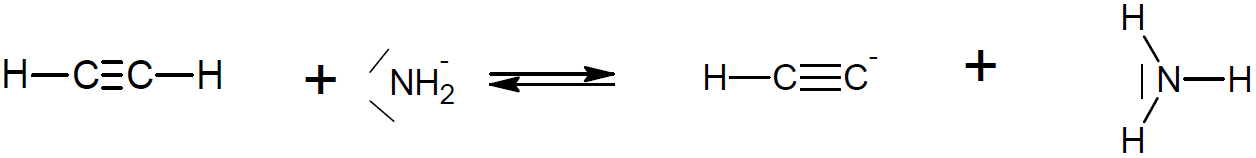 H—C≡C—H + NH₂⁻ ⇌ H—C≡C⁻ + H
N—H
H